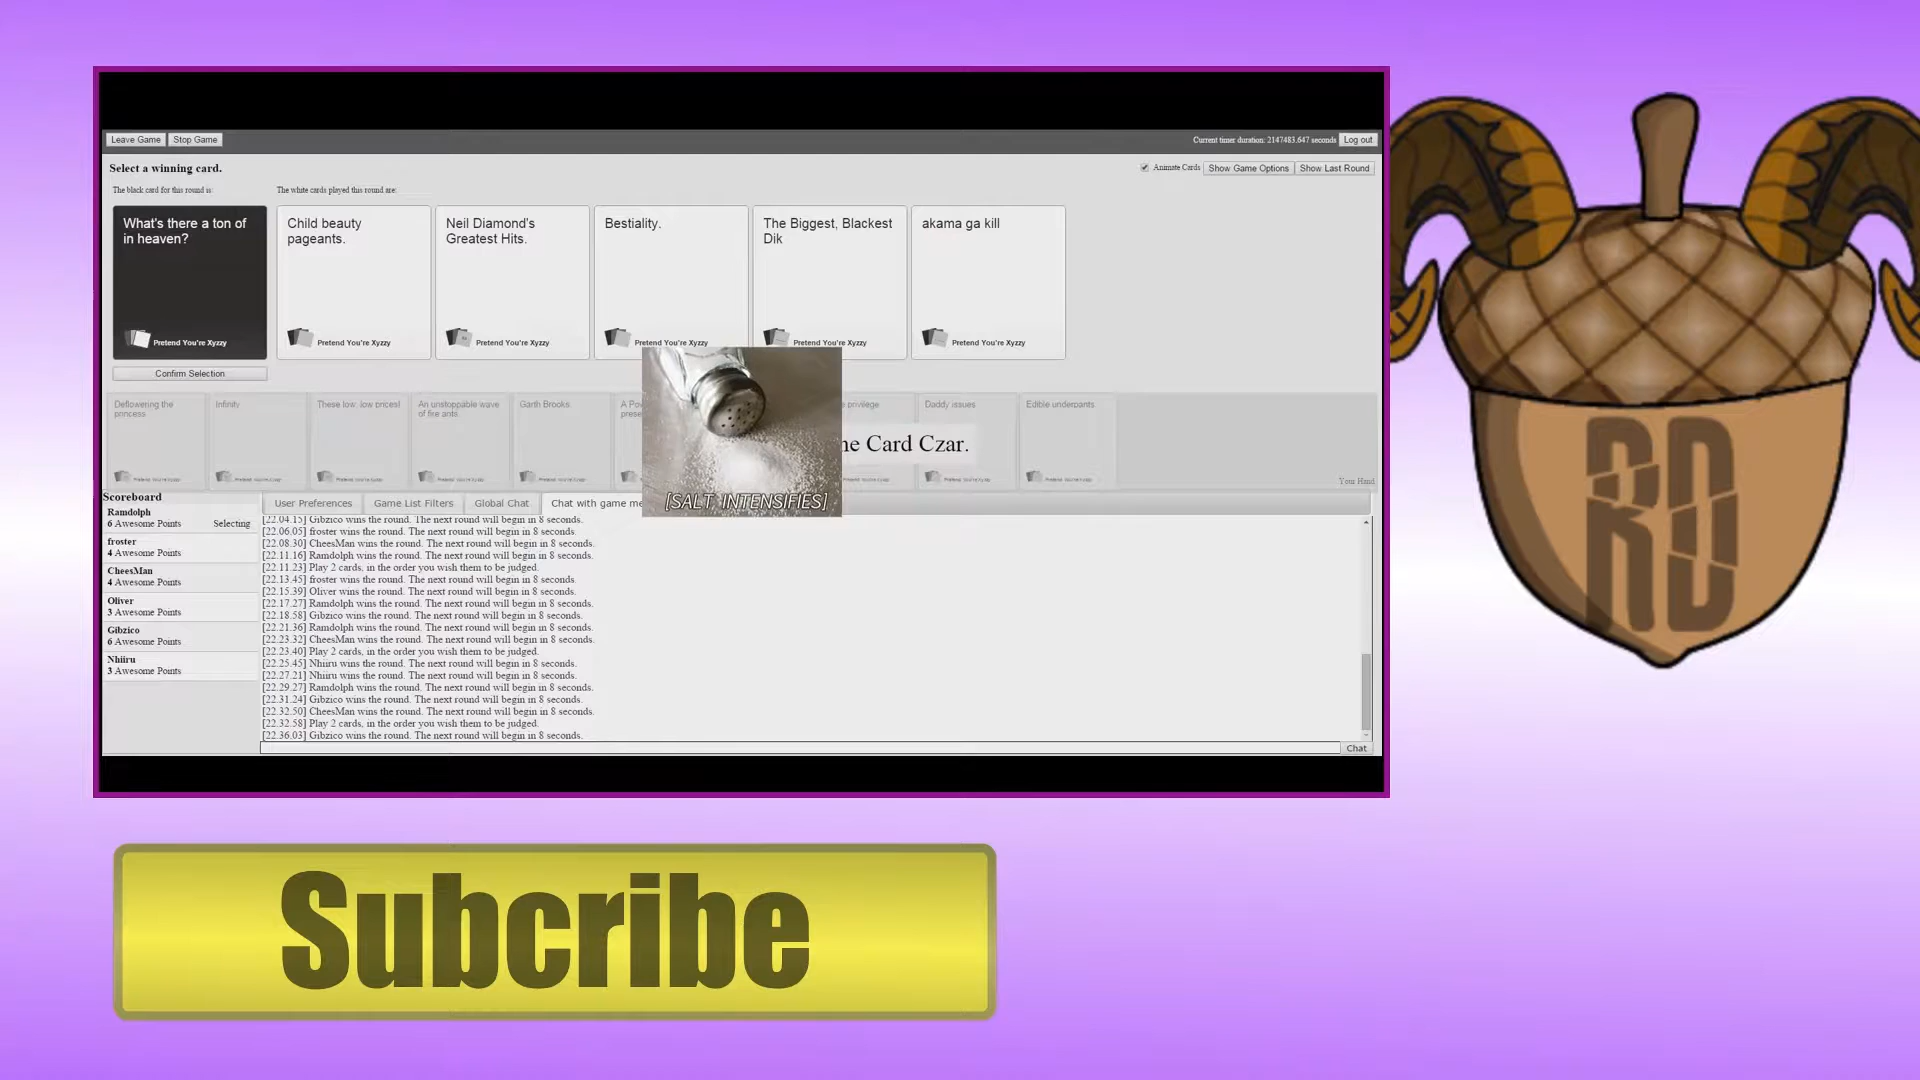 Leave Game
Stop Game
Current timer duration: 2147483.647 seconds
Log out
Select a winning card.
Animate Cards
Show Game Options
Show Last Round
The black card for this round is:
The white cards played this round are:
What's there a ton of
in heaven?
Pretend You're Xyzzy
Child beauty
pageants.
Pretend You're Xyzzy
Neil Diamond's
Greatest Hits.
Pretend You're Xyzzy
Bestiality.
Pretend You're Xyzzy
The Biggest, Blackest
Dik
Pretend You're Xyzzy
akama ga kill
Pretend You're Xyzzy
Confirm Selection
Deflowering the
princess
Infinity
These low, low prices!
An unstoppable wave
of fire ants.
Garth Brooks
privilege
Daddy issues
Edible underpants
Card Czar.
Your Hand
[SALT INTENSIFIES]
Scoreboard
Ramdolph
6 Awesome Points
Selecting
froster
4 Awesome Points
CheesMan
4 Awesome Points
Oliver
3 Awesome Points
Gibzico
6 Awesome Points
Nhiiru
3 Awesome Points
User Preferences
Game List Filters
Global Chat
Chat with game me
[22.04.15] Gibzico wins the round. The next round will begin in 8 seconds.
[22.06.05] froster wins the round. The next round will begin in 8 seconds.
[22.08.30] CheesMan wins the round. The next round will begin in 8 seconds.
[22.11.16] Ramdolph wins the round. The next round will begin in 8 seconds.
[22.11.23] Play 2 cards, in the order you wish them to be judged.
[22.13.45] froster wins the round. The next round will begin in 8 seconds.
[22.15.39] Oliver wins the round. The next round will begin in 8 seconds.
[22.17.27] Ramdolph wins the round. The next round will begin in 8 seconds.
[22.18.58] Gibzico wins the round. The next round will begin in 8 seconds.
[22.21.36] Ramdolph wins the round. The next round will begin in 8 seconds.
[22.23.32] CheesMan wins the round. The next round will begin in 8 seconds.
[22.23.40] Play 2 cards, in the order you wish them to be judged.
[22.25.45] Nhiiru wins the round. The next round will begin in 8 seconds.
[22.27.21] Nhiiru wins the round. The next round will begin in 8 seconds.
[22.29.27] Ramdolph wins the round. The next round will begin in 8 seconds.
[22.31.24] Gibzico wins the round. The next round will begin in 8 seconds.
[22.32.50] CheesMan wins the round. The next round will begin in 8 seconds.
[22.32.58] Play 2 cards, in the order you wish them to be judged.
[22.36.03] Gibzico wins the round. The next round will begin in 8 seconds.
Chat
RD
Subcribe